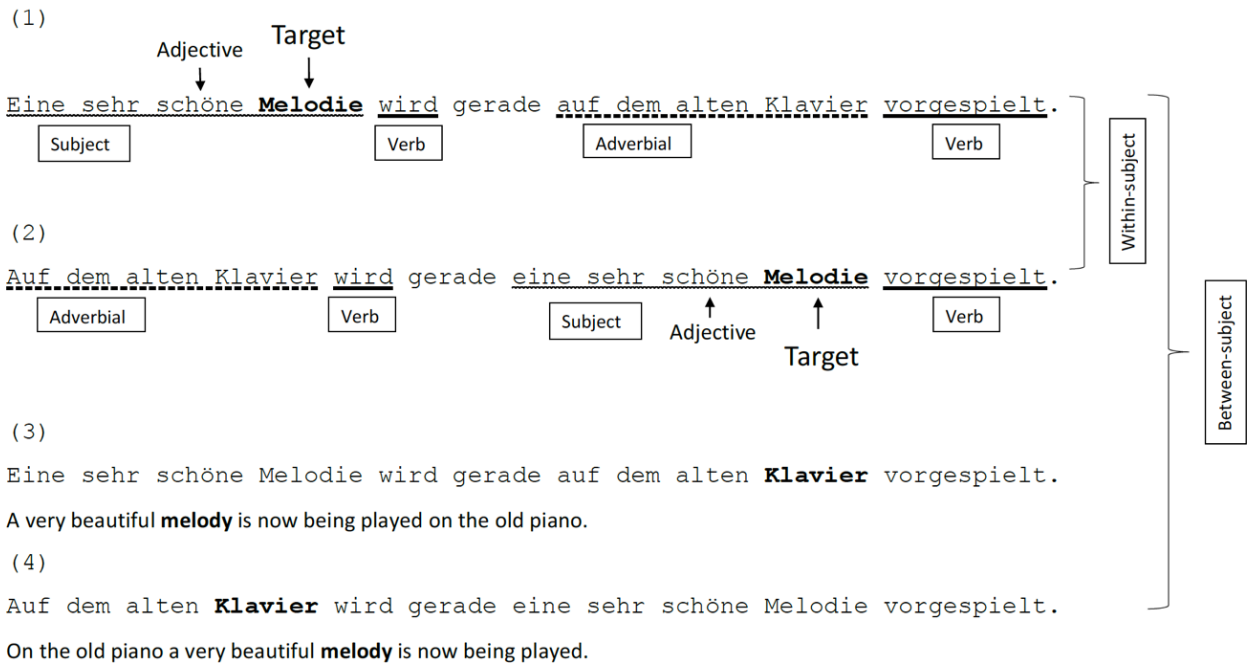 (1)
Adjective
Target
Eine sehr schöne Melodie wird gerade auf dem alten Klavier vorgespielt.
Subject
Verb
Adverbial
Verb
Within-subject
(2)
Auf dem alten Klavier wird gerade eine sehr schöne Melodie vorgespielt.
Adverbial
Verb
Subject
Adjective
Verb
Target
Between-subject
(3)
Eine sehr schöne Melodie wird gerade auf dem alten Klavier vorgespielt.
A very beautiful melody is now being played on the old piano.
(4)
Auf dem alten Klavier wird gerade eine sehr schöne Melodie vorgespielt.
On the old piano a very beautiful melody is now being played.